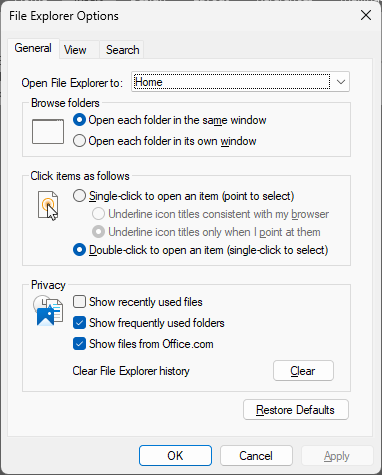 File Explorer Options
General View Search
Open File Explorer to: Home
Browse folders
Open each folder in the same window
Open each folder in its own window
Click items as follows
Single-click to open an item (point to select)
Underline icon titles consistent with my browser
Underline icon titles only when I point at them
Double-click to open an item (single-click to select)
Privacy
Show recently used files
Show frequently used folders
Show files from Office.com
Clear File Explorer history Clear
Restore Defaults
OK Cancel Apply